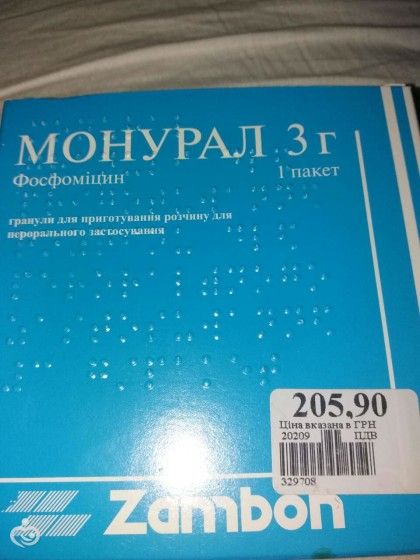 МОНУРАЛ 3 г
Фосфоміцин 1 пакет
гранули для приготування розчину для
перорального застосування
205,90
Ціна вказана в ГРН
20209 ПДВ
329708
Zambon